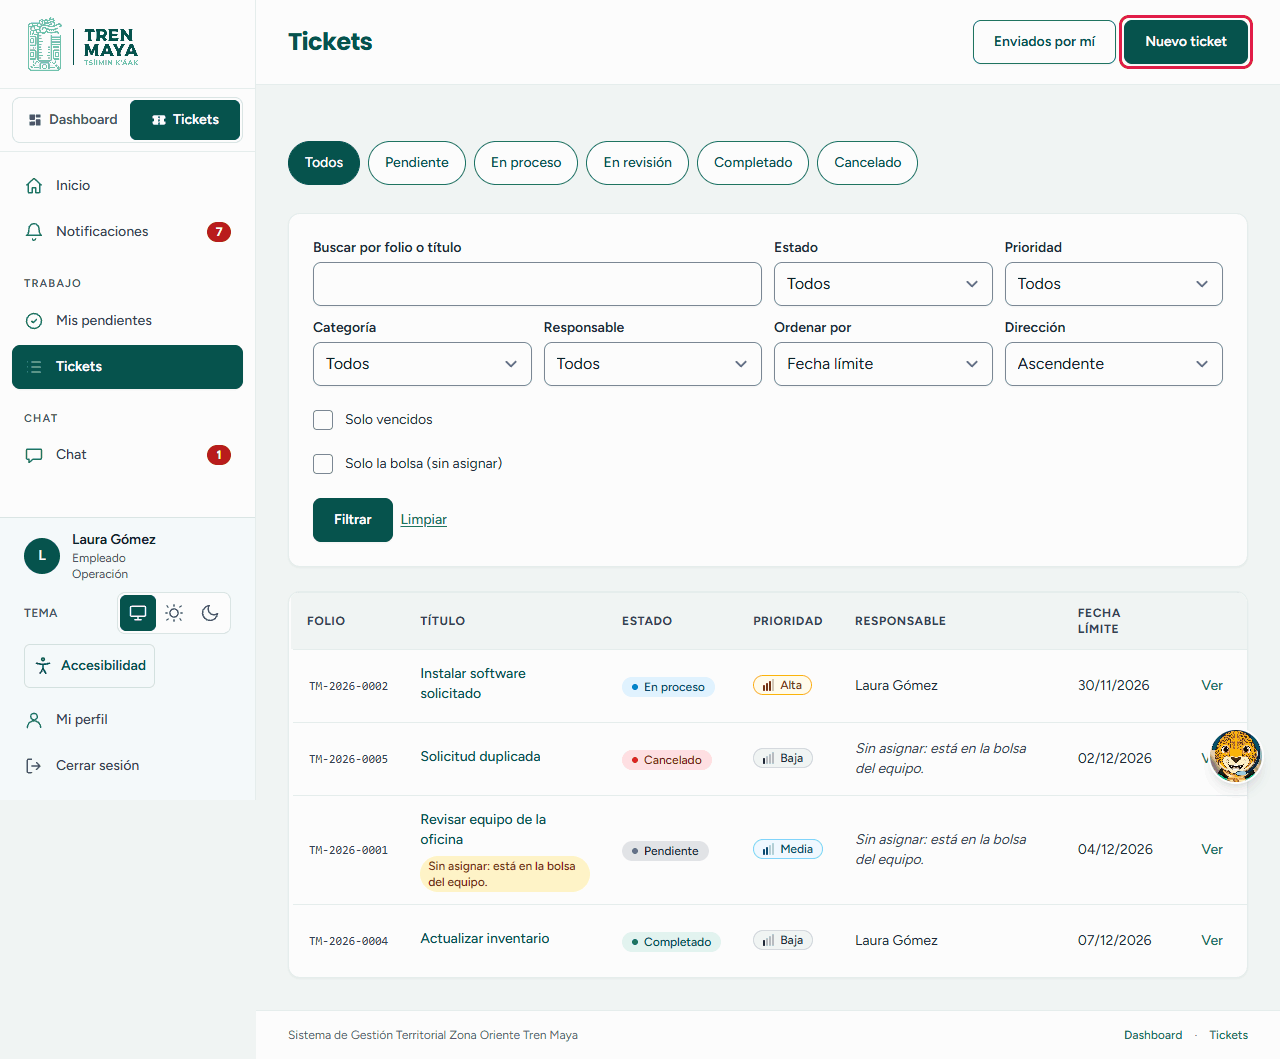 TREN
MAYA
TSÍIMIN K'ÁAK
Dashboard
Tickets
Inicio
Notificaciones
7
TRABAJO
Mis pendientes
Tickets
CHAT
Chat
1
L
Laura Gómez
Empleado
Operación
TEMA
Accesibilidad
Mi perfil
Cerrar sesión
Tickets
Enviados por mí
Nuevo ticket
Todos
Pendiente
En proceso
En revisión
Completado
Cancelado
Buscar por folio o título
Estado
Todos
Prioridad
Todos
Categoría
Todos
Responsable
Todos
Ordenar por
Fecha límite
Dirección
Ascendente
Solo vencidos
Solo la bolsa (sin asignar)
Filtrar
Limpiar
FOLIO TÍTULO ESTADO PRIORIDAD RESPONSABLE FECHA
LÍMITE
TM-2026-0002
Instalar software
solicitado
En proceso
Alta
Laura Gómez
30/11/2026
Ver
TM-2026-0005
Solicitud duplicada
Cancelado
Baja
Sin asignar: está en la bolsa
del equipo.
02/12/2026
TM-2026-0001
Revisar equipo de la
oficina
Sin asignar: está en la bolsa
del equipo.
Pendiente
Media
Sin asignar: está en la bolsa
del equipo.
04/12/2026
Ver
TM-2026-0004
Actualizar inventario
Completado
Baja
Laura Gómez
07/12/2026
Ver
Sistema de Gestión Territorial Zona Oriente Tren Maya
Dashboard · Tickets